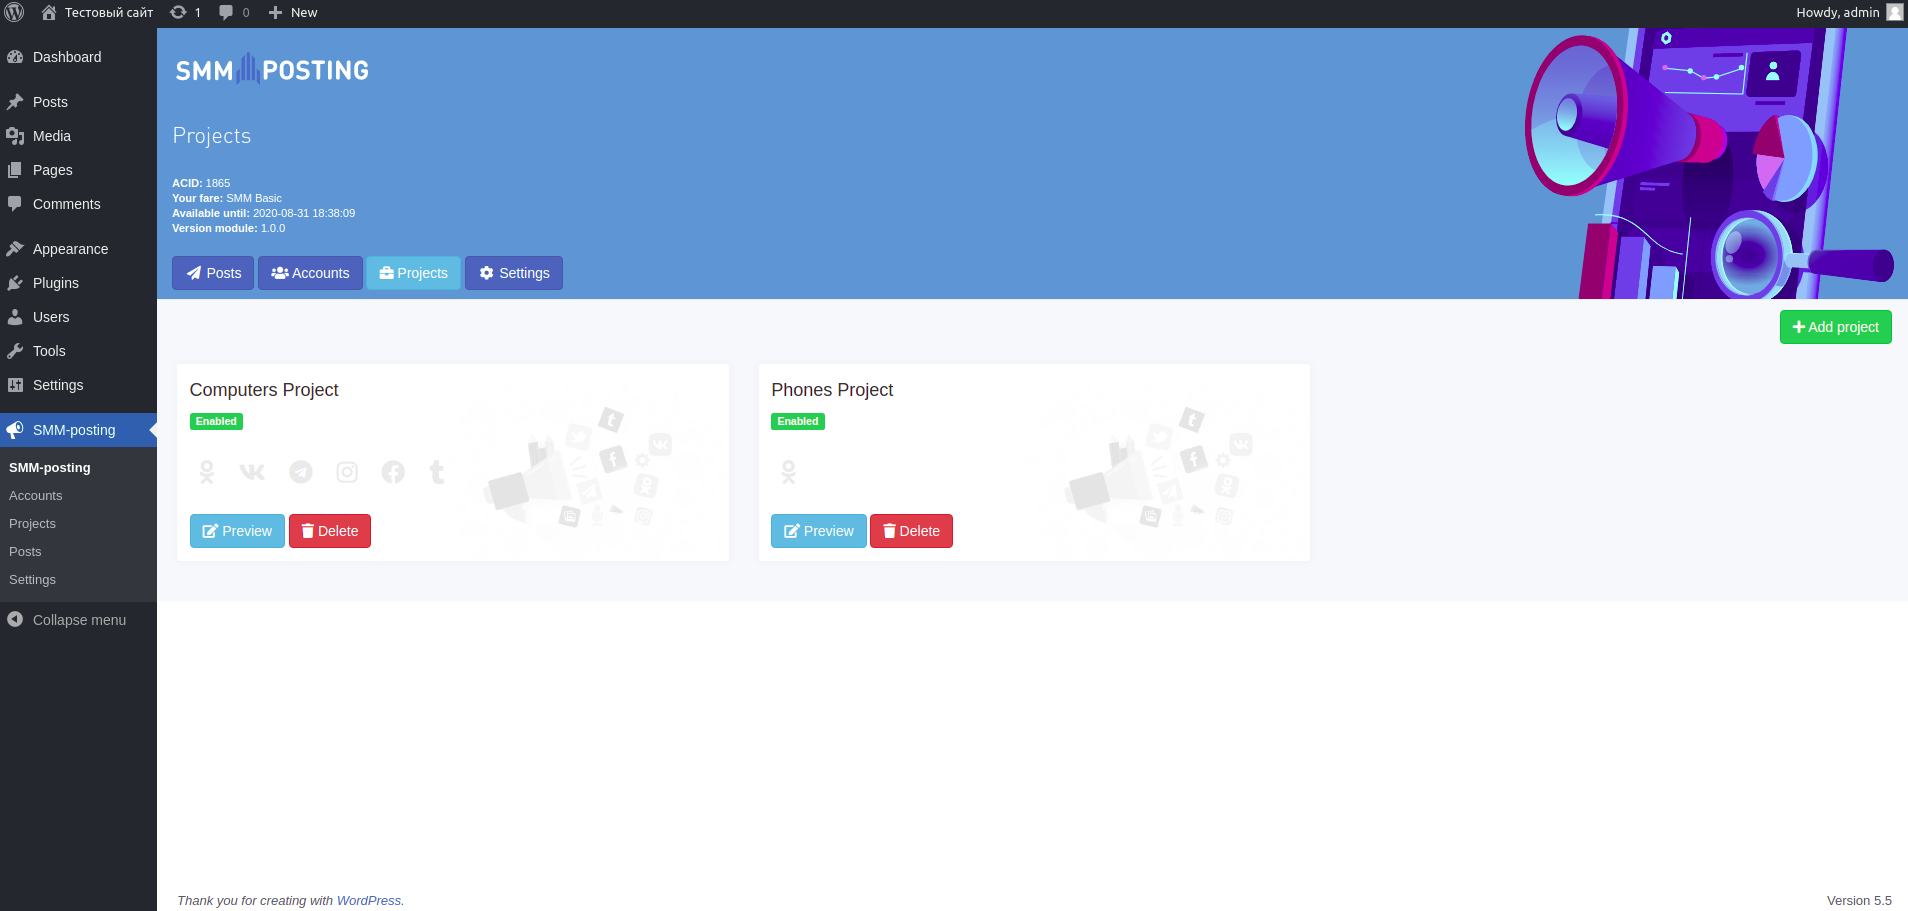 Тестовый сайт 1 0 New Howdy, admin
Dashboard
Posts
Media
Pages
Comments
Appearance
Plugins
Users
Tools
Settings
SMM-posting
SMM-posting
Accounts
Projects
Posts
Settings
Collapse menu
SMM POSTING
Projects
ACID: 1865
Your fare: SMM Basic
Available until: 2020-08-31 18:38:09
Version module: 1.0.0
Posts Accounts Projects Settings
Add project
Computers Project
Enabled
Preview Delete
Phones Project
Enabled
Preview Delete
Thank you for creating with WordPress.
Version 5.5